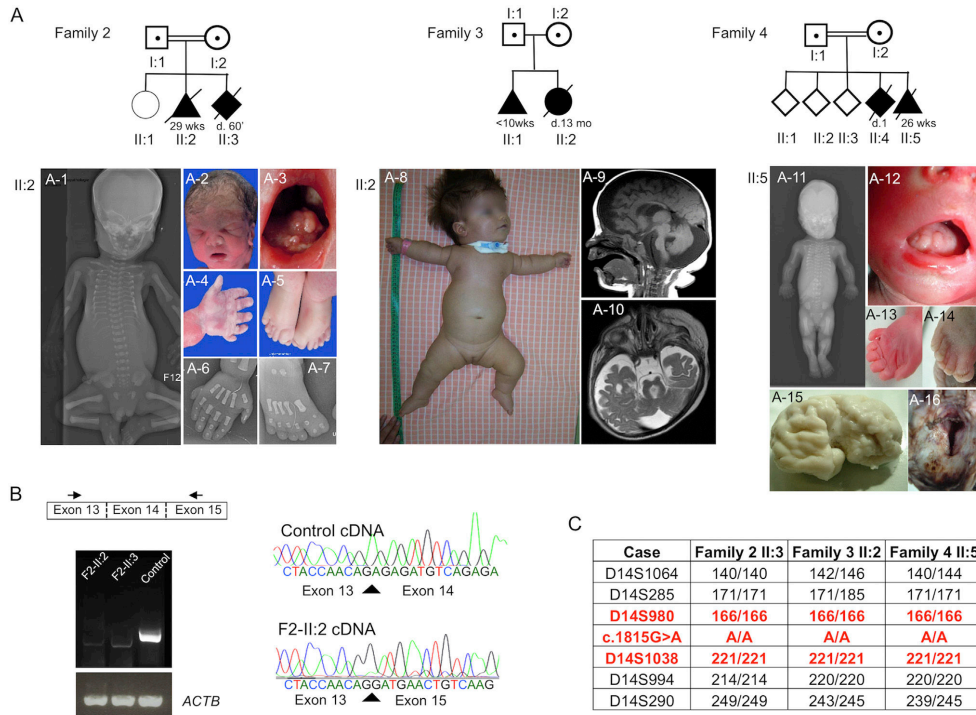 A
Family 2
I:1
I:2
29 wks
d. 60'
II:1
II:2
II:3
Family 3
I:1
I:2
<10wks
d.13 mo
II:1
II:2
Family 4
I:1
I:2
d.1
26 wks
II:1
II:2
II:3
II:4
II:5
II:2
A-1
A-2
A-3
A-4
A-5
A-6
A-7
F12
II:2
A-8
A-9
A-10
II:5
A-11
A-12
A-13
A-14
A-15
A-16
B
Exon 13
Exon 14
Exon 15
F2-II:2
F2-II:3
Control
ACTB
Control cDNA
CTACCAACAGAGAGATGTCAGAGA
Exon 13
Exon 14
F2-II:2 cDNA
CTACCAACAGGATGAACTGTCAAG
Exon 13
Exon 15
C
Case Family 2 II:3 Family 3 II:2 Family 4 II:5
D14S1064 140/140 142/146 140/144
D14S285 171/171 171/185 171/171
D14S980 166/166 166/166 166/166
c.1815G>A A/A A/A A/A
D14S1038 221/221 221/221 221/221
D14S994 214/214 220/220 220/220
D14S290 249/249 243/245 239/245